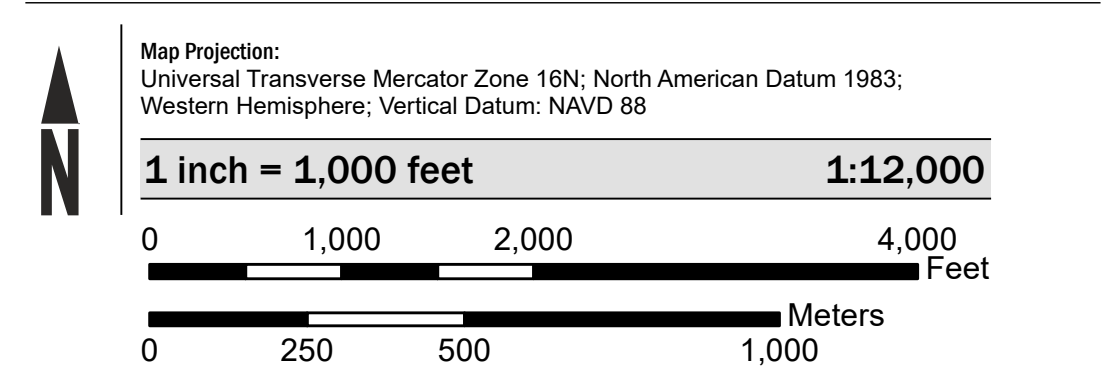 N
Map Projection:
Universal Transverse Mercator Zone 16N; North American Datum 1983;
Western Hemisphere; Vertical Datum: NAVD 88
1 inch = 1,000 feet 1:12,000
0 1,000 2,000 4,000
Feet
Meters
0 250 500 1,000